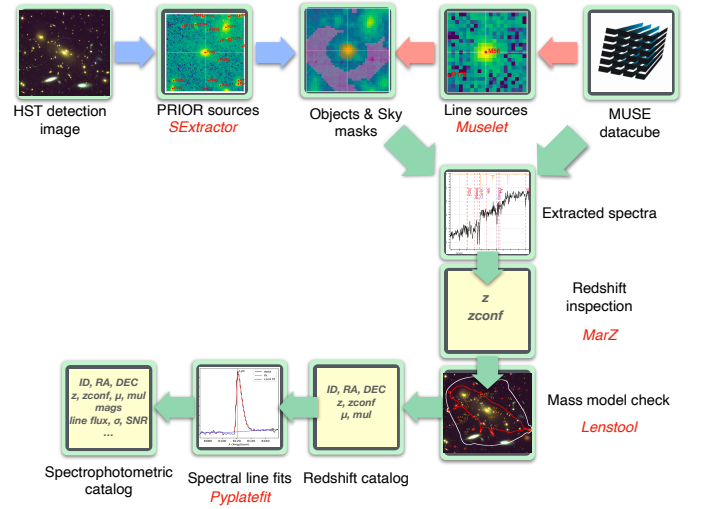 HST detection
image
PRIOR sources
SExtractor
Objects & Sky
masks
Line sources
Muselet
MUSE
datacube
Extracted spectra
z
zconf
Redshift
inspection
MarZ
Mass model check
Lenstool
ID, RA, DEC
z, zconf
μ, mul
Redshift catalog
Spectral line fits
Pyplatefit
ID, RA, DEC
z, zconf, μ, mul
mags
line flux, σ, SNR
...
Spectrophotometric
catalog